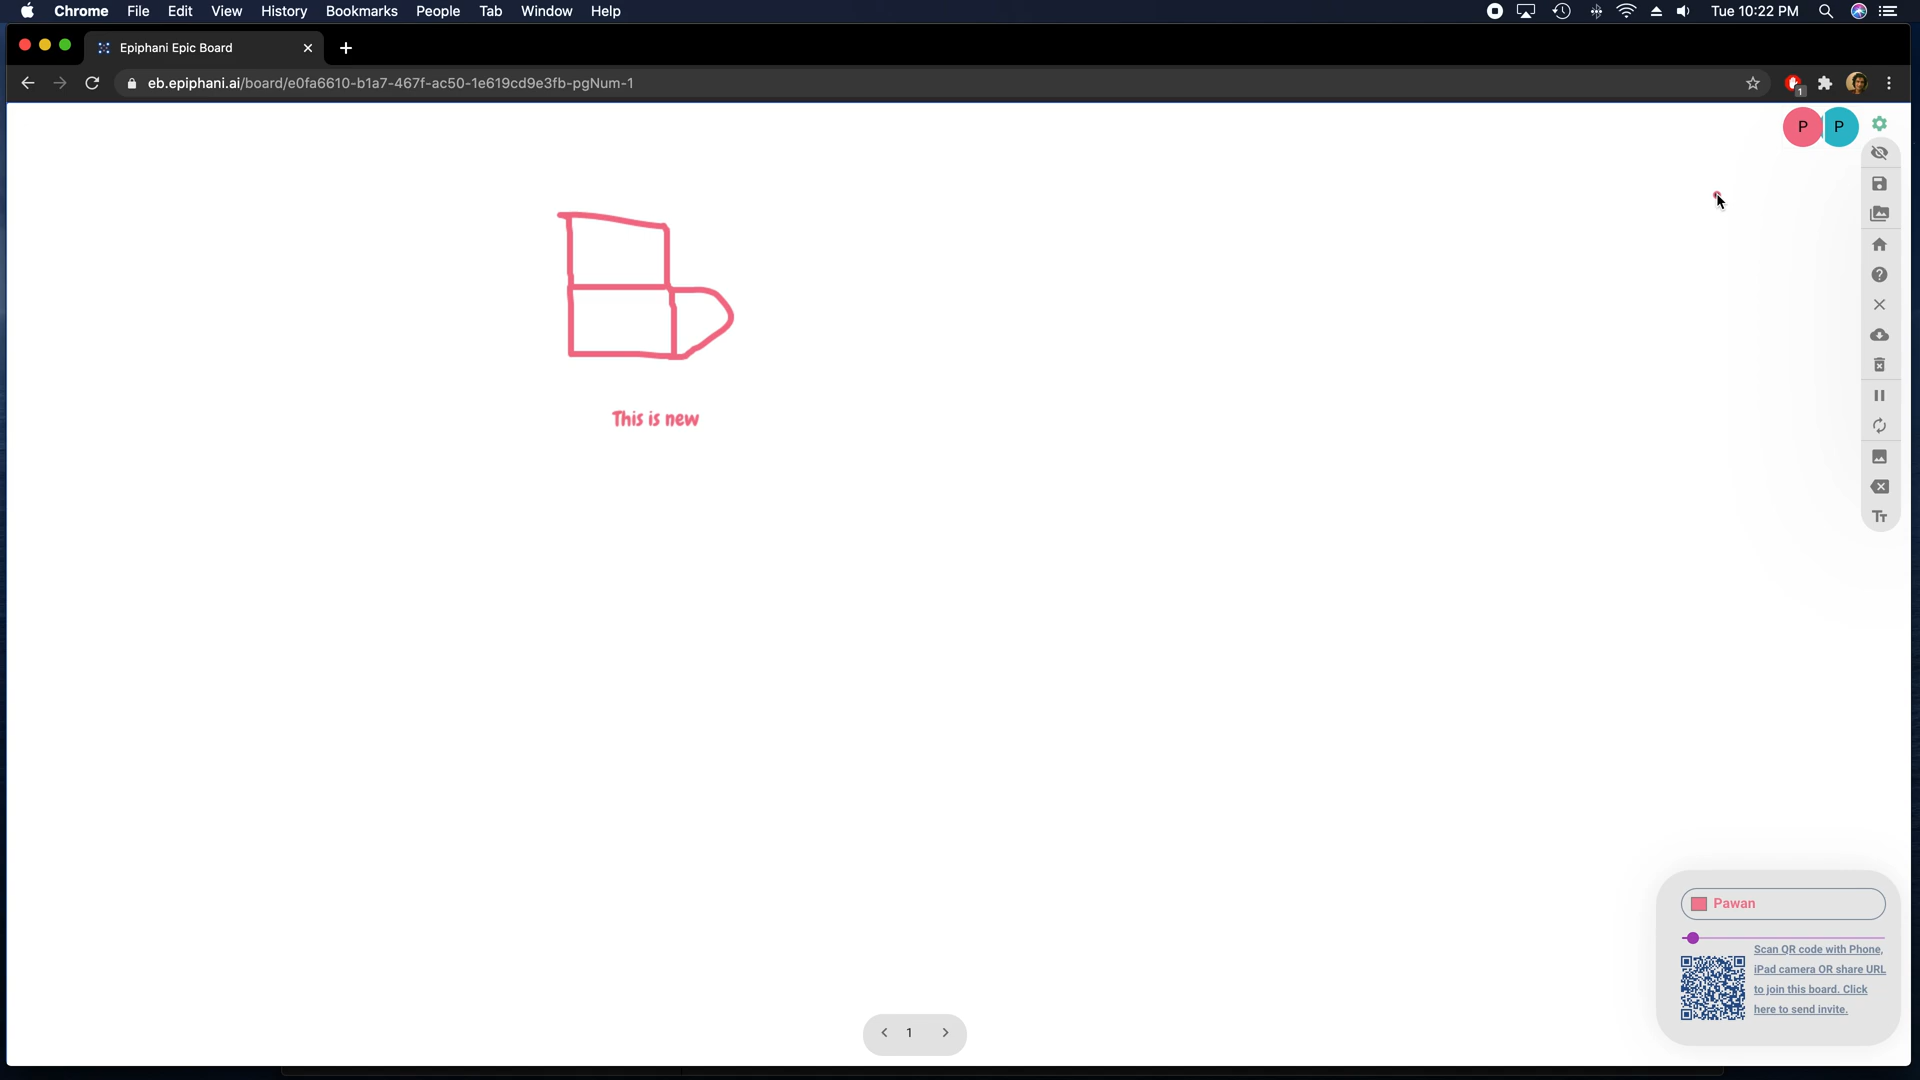 Chrome File Edit View History Bookmarks People Tab Window Help Tue 10:22 PM
Epiphani Epic Board
eb.epiphani.ai/board/e0fa6610-b1a7-467f-ac50-1e619cd9e3fb-pgNum-1
1
P P
This is new
Tт
Pawan
Scan QR code with Phone,
iPad camera OR share URL
to join this board. Click
here to send invite.
1